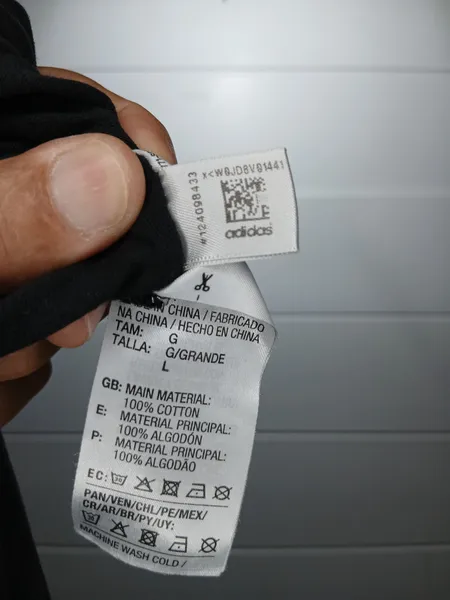 x<W9JD8V91441
#124098433
adidas
IN CHINA / FABRICADO
NA CHINA / HECHO EN CHINA
TAM: G
TALLA: G/GRANDE
L
GB: MAIN MATERIAL:
100% COTTON
E: MATERIAL PRINCIPAL:
100% ALGODÓN
P: MATERIAL PRINCIPAL:
100% ALGODÃO
EC:
PAN/VEN/CHL/PE/MEX/
CR/AR/BR/PY/UY:
MACHINE WASH COLD /